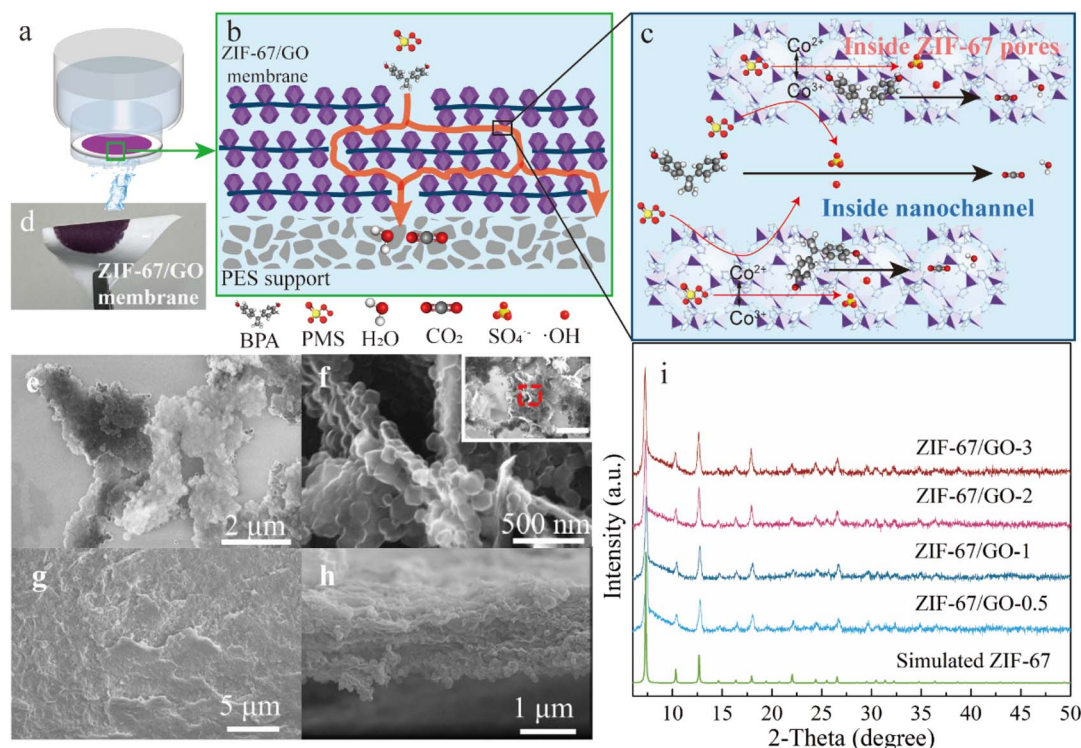 a
b
ZIF-67/GO
membrane
PES support
c
Co²⁺
Co³⁺
Inside ZIF-67 pores
Inside nanochannel
Co²⁺
Co³⁺
d
ZIF-67/GO
membrane
BPA PMS H₂O CO₂ SO₄·⁻ ·OH
e
2 μm
f
500 nm
g
5 μm
h
1 μm
i
Intensity (a.u.)
ZIF-67/GO-3
ZIF-67/GO-2
ZIF-67/GO-1
ZIF-67/GO-0.5
Simulated ZIF-67
10 15 20 25 30 35 40 45 50
2-Theta (degree)